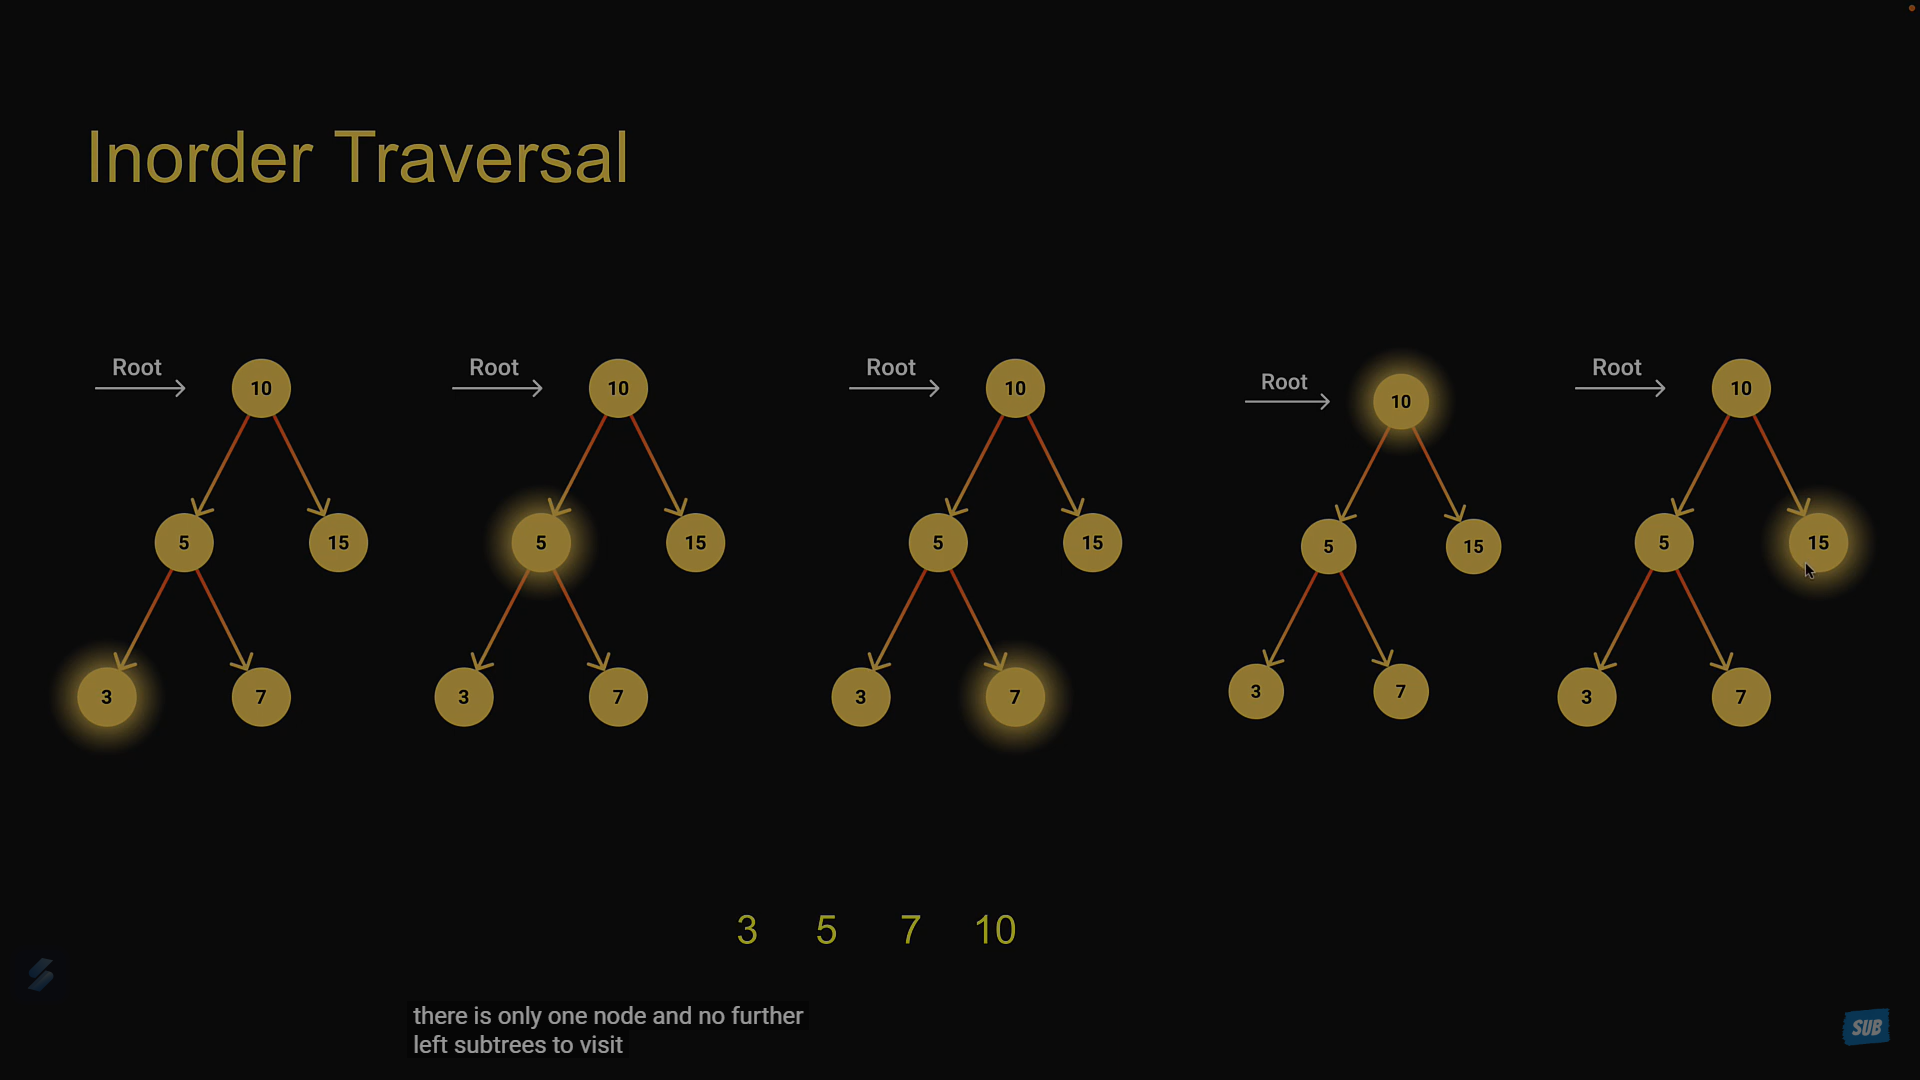 Inorder Traversal
Root Root Root Root Root
10 10 10 10 10
5 15 5 15 5 15 5 15 5 15
3 7 3 7 3 7 3 7 3 7
3 5 7 10
there is only one node and no further
left subtrees to visit
SUB